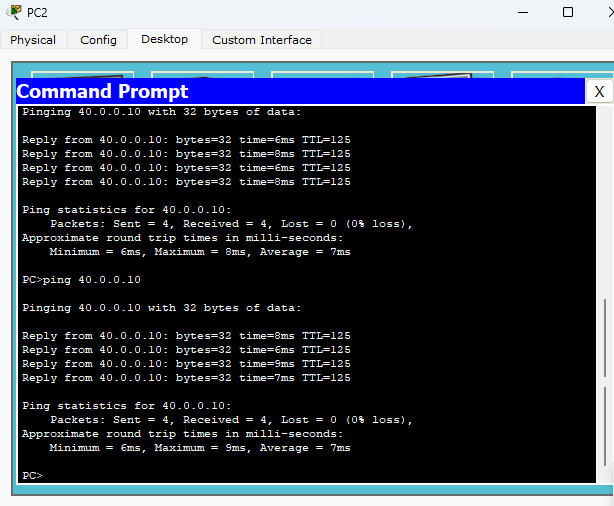 PC2
Physical Config Desktop Custom Interface
Command Prompt X
Pinging 40.0.0.10 with 32 bytes of data:
Reply from 40.0.0.10: bytes=32 time=6ms TTL=125
Reply from 40.0.0.10: bytes=32 time=8ms TTL=125
Reply from 40.0.0.10: bytes=32 time=6ms TTL=125
Reply from 40.0.0.10: bytes=32 time=8ms TTL=125
Ping statistics for 40.0.0.10:
Packets: Sent = 4, Received = 4, Lost = 0 (0% loss),
Approximate round trip times in milli-seconds:
Minimum = 6ms, Maximum = 8ms, Average = 7ms
PC>ping 40.0.0.10
Pinging 40.0.0.10 with 32 bytes of data:
Reply from 40.0.0.10: bytes=32 time=8ms TTL=125
Reply from 40.0.0.10: bytes=32 time=6ms TTL=125
Reply from 40.0.0.10: bytes=32 time=9ms TTL=125
Reply from 40.0.0.10: bytes=32 time=7ms TTL=125
Ping statistics for 40.0.0.10:
Packets: Sent = 4, Received = 4, Lost = 0 (0% loss),
Approximate round trip times in milli-seconds:
Minimum = 6ms, Maximum = 9ms, Average = 7ms
PC>